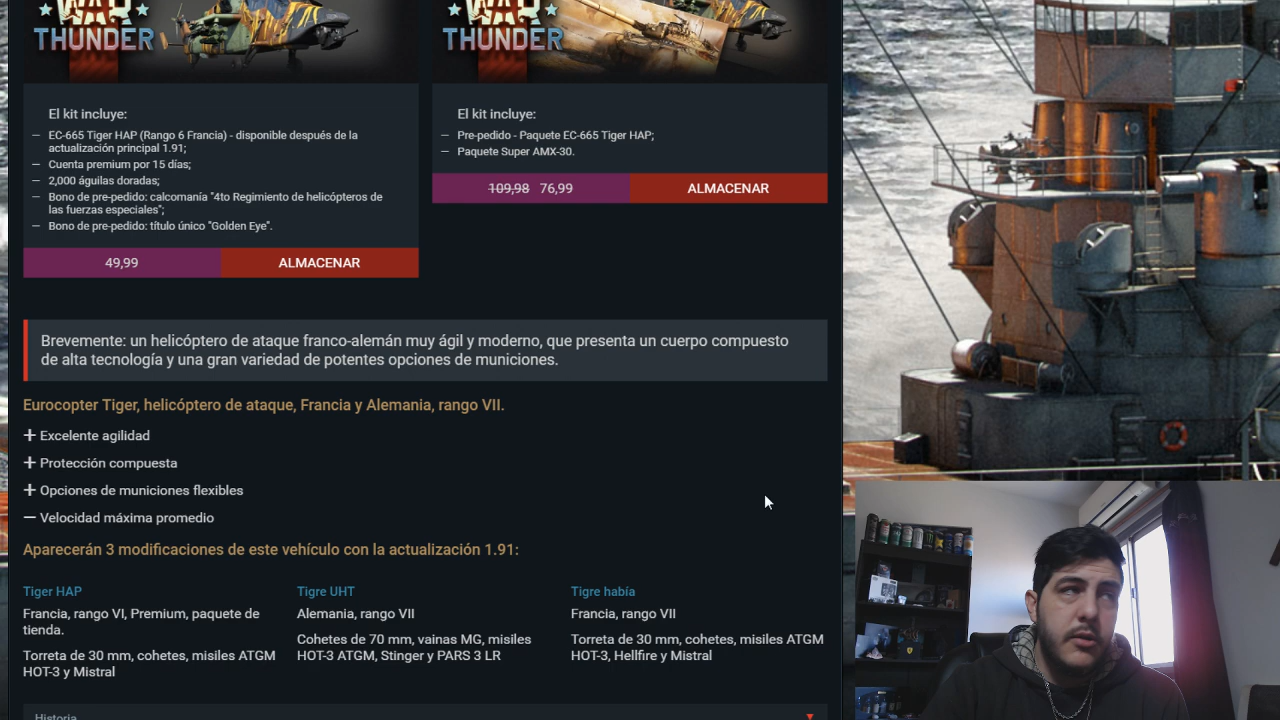 WAR
THUNDER
El kit incluye:
— EC-665 Tiger HAP (Rango 6 Francia) - disponible después de la
actualización principal 1.91;
— Cuenta premium por 15 días;
— 2,000 águilas doradas;
— Bono de pre-pedido: calcomanía "4to Regimiento de helicópteros de
las fuerzas especiales";
— Bono de pre-pedido: título único "Golden Eye".
49,99 ALMACENAR
WAR
THUNDER
El kit incluye:
— Pre-pedido - Paquete EC-665 Tiger HAP;
— Paquete Super AMX-30.
109,98 76,99 ALMACENAR
Brevemente: un helicóptero de ataque franco-alemán muy ágil y moderno, que presenta un cuerpo compuesto
de alta tecnología y una gran variedad de potentes opciones de municiones.
Eurocopter Tiger, helicóptero de ataque, Francia y Alemania, rango VII.
+ Excelente agilidad
+ Protección compuesta
+ Opciones de municiones flexibles
— Velocidad máxima promedio
Aparecerán 3 modificaciones de este vehículo con la actualización 1.91:
Tiger HAP
Francia, rango VI, Premium, paquete de
tienda.
Torreta de 30 mm, cohetes, misiles ATGM
HOT-3 y Mistral
Tigre UHT
Alemania, rango VII
Cohetes de 70 mm, vainas MG, misiles
HOT-3 ATGM, Stinger y PARS 3 LR
Tigre había
Francia, rango VII
Torreta de 30 mm, cohetes, misiles ATGM
HOT-3, Hellfire y Mistral
Historia